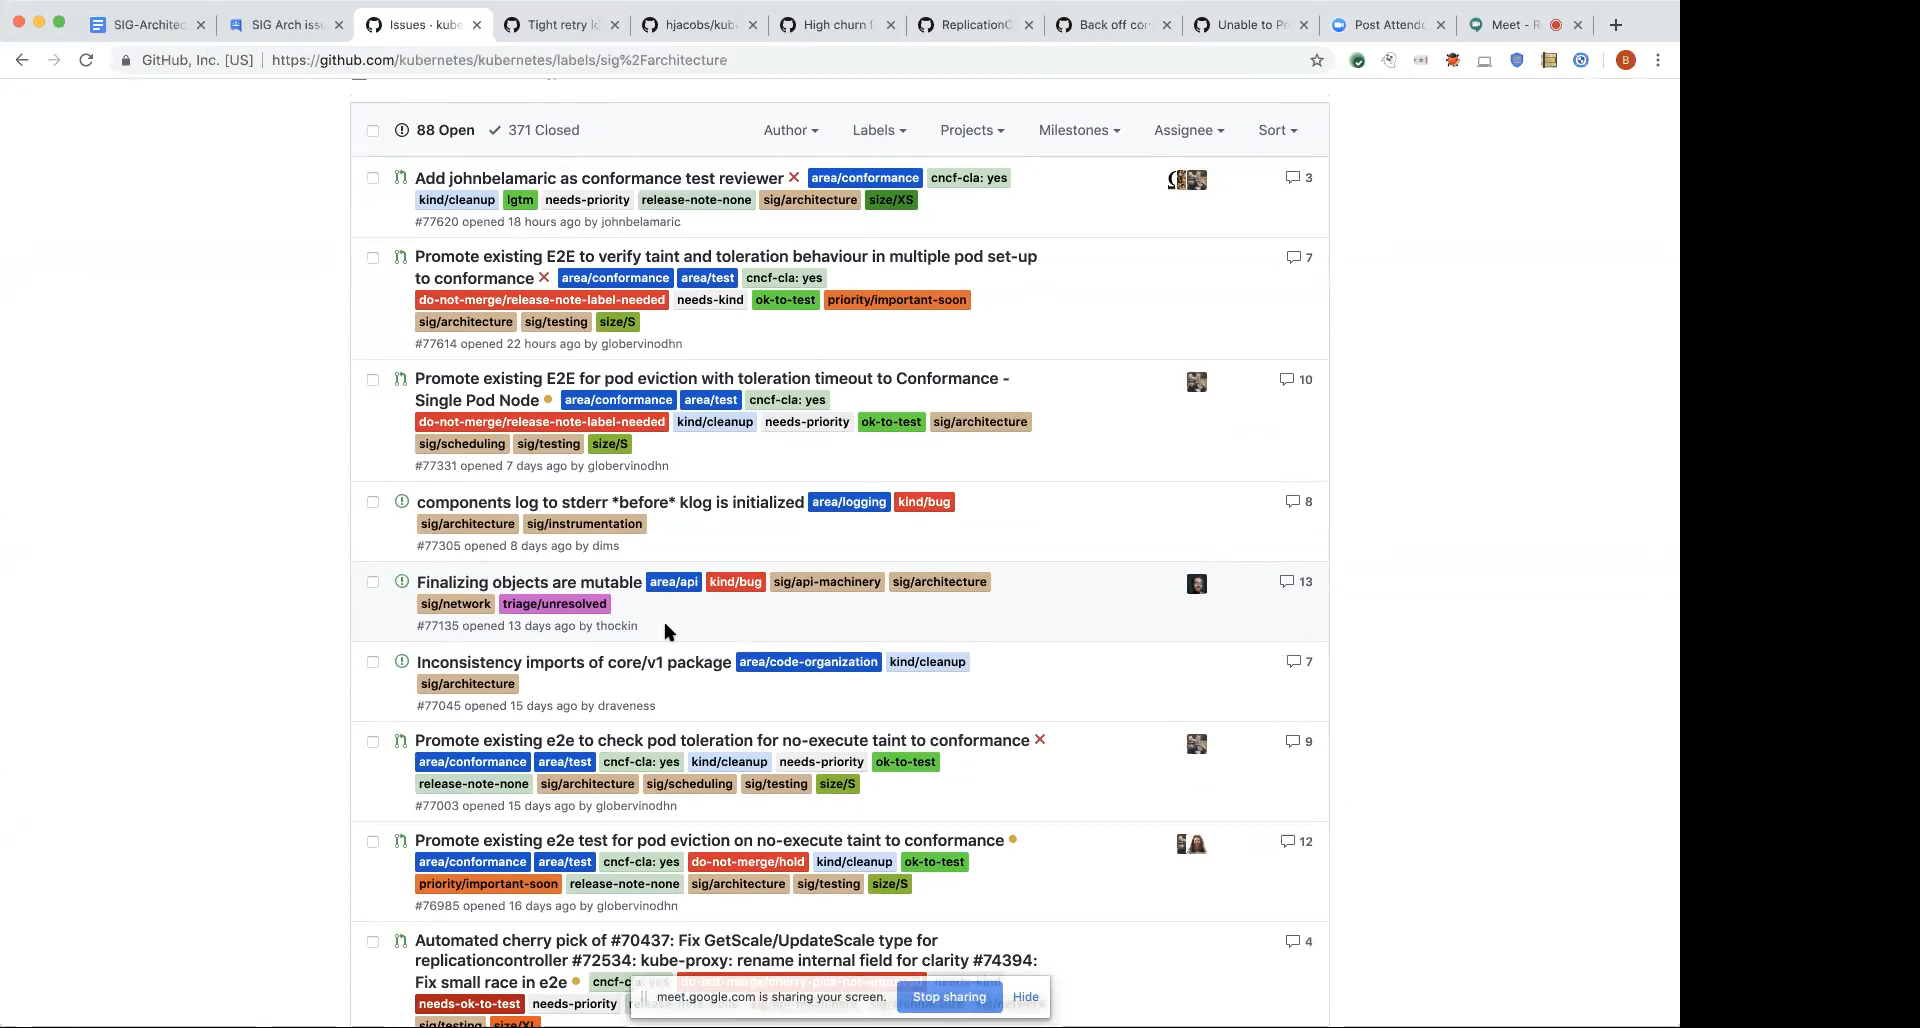 SIG-Architec
SIG Arch iss
Issues · kube
Tight retry l
hjacobs/kub
High churn f
ReplicationC
Back off con
Unable to Pr
Post Attende
Meet - R
GitHub, Inc. [US]
https://github.com/kubernetes/kubernetes/labels/sig%2Farchitecture
B
88 Open 371 Closed Author Labels Projects Milestones Assignee Sort
Add johnbelamaric as conformance test reviewer area/conformance cncf-cla: yes 3
kind/cleanup lgtm needs-priority release-note-none sig/architecture size/XS
#77620 opened 18 hours ago by johnbelamaric
Promote existing E2E to verify taint and toleration behaviour in multiple pod set-up 7
to conformance area/conformance area/test cncf-cla: yes
do-not-merge/release-note-label-needed needs-kind ok-to-test priority/important-soon
sig/architecture sig/testing size/S
#77614 opened 22 hours ago by globervinodhn
Promote existing E2E for pod eviction with toleration timeout to Conformance - 10
Single Pod Node area/conformance area/test cncf-cla: yes
do-not-merge/release-note-label-needed kind/cleanup needs-priority ok-to-test sig/architecture
sig/scheduling sig/testing size/S
#77331 opened 7 days ago by globervinodhn
components log to stderr *before* klog is initialized area/logging kind/bug 8
sig/architecture sig/instrumentation
#77305 opened 8 days ago by dims
Finalizing objects are mutable area/api kind/bug sig/api-machinery sig/architecture 13
sig/network triage/unresolved
#77135 opened 13 days ago by thockin
Inconsistency imports of core/v1 package area/code-organization kind/cleanup 7
sig/architecture
#77045 opened 15 days ago by draveness
Promote existing e2e to check pod toleration for no-execute taint to conformance 9
area/conformance area/test cncf-cla: yes kind/cleanup needs-priority ok-to-test
release-note-none sig/architecture sig/scheduling sig/testing size/S
#77003 opened 15 days ago by globervinodhn
Promote existing e2e test for pod eviction on no-execute taint to conformance 12
area/conformance area/test cncf-cla: yes do-not-merge/hold kind/cleanup ok-to-test
priority/important-soon release-note-none sig/architecture sig/testing size/S
#76985 opened 16 days ago by globervinodhn
Automated cherry pick of #70437: Fix GetScale/UpdateScale type for 4
replicationcontroller #72534: kube-proxy: rename internal field for clarity #74394:
Fix small race in e2e cncf-cla: yes do-not-merge/cherry-pick-not-approved needs-kind
needs-ok-to-test needs-priority
meet.google.com is sharing your screen. Stop sharing Hide
sig/testing size/XL